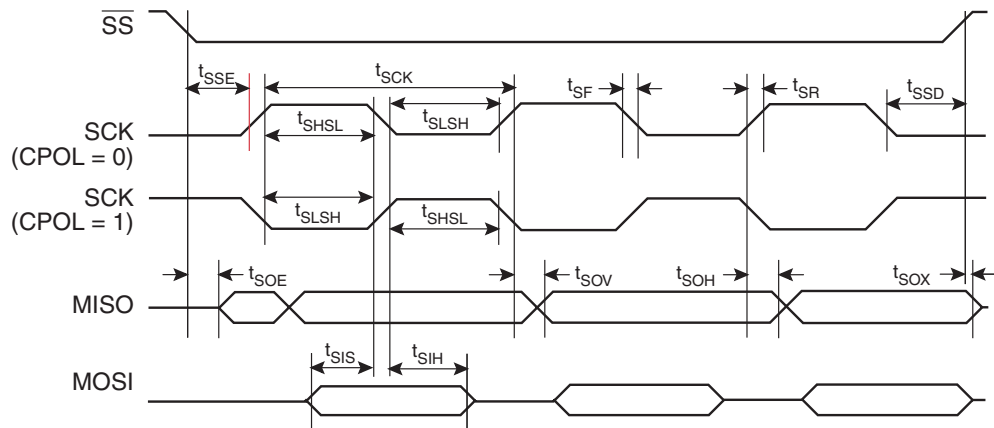 SS
tSSE
tSCK
tSF
tSR
tSSD
tSHSL
tSLSH
SCK
(CPOL = 0)
SCK
(CPOL = 1)
tSLSH
tSHSL
tSOE
tSOV
tSOH
tSOX
MISO
tSIS
tSIH
MOSI